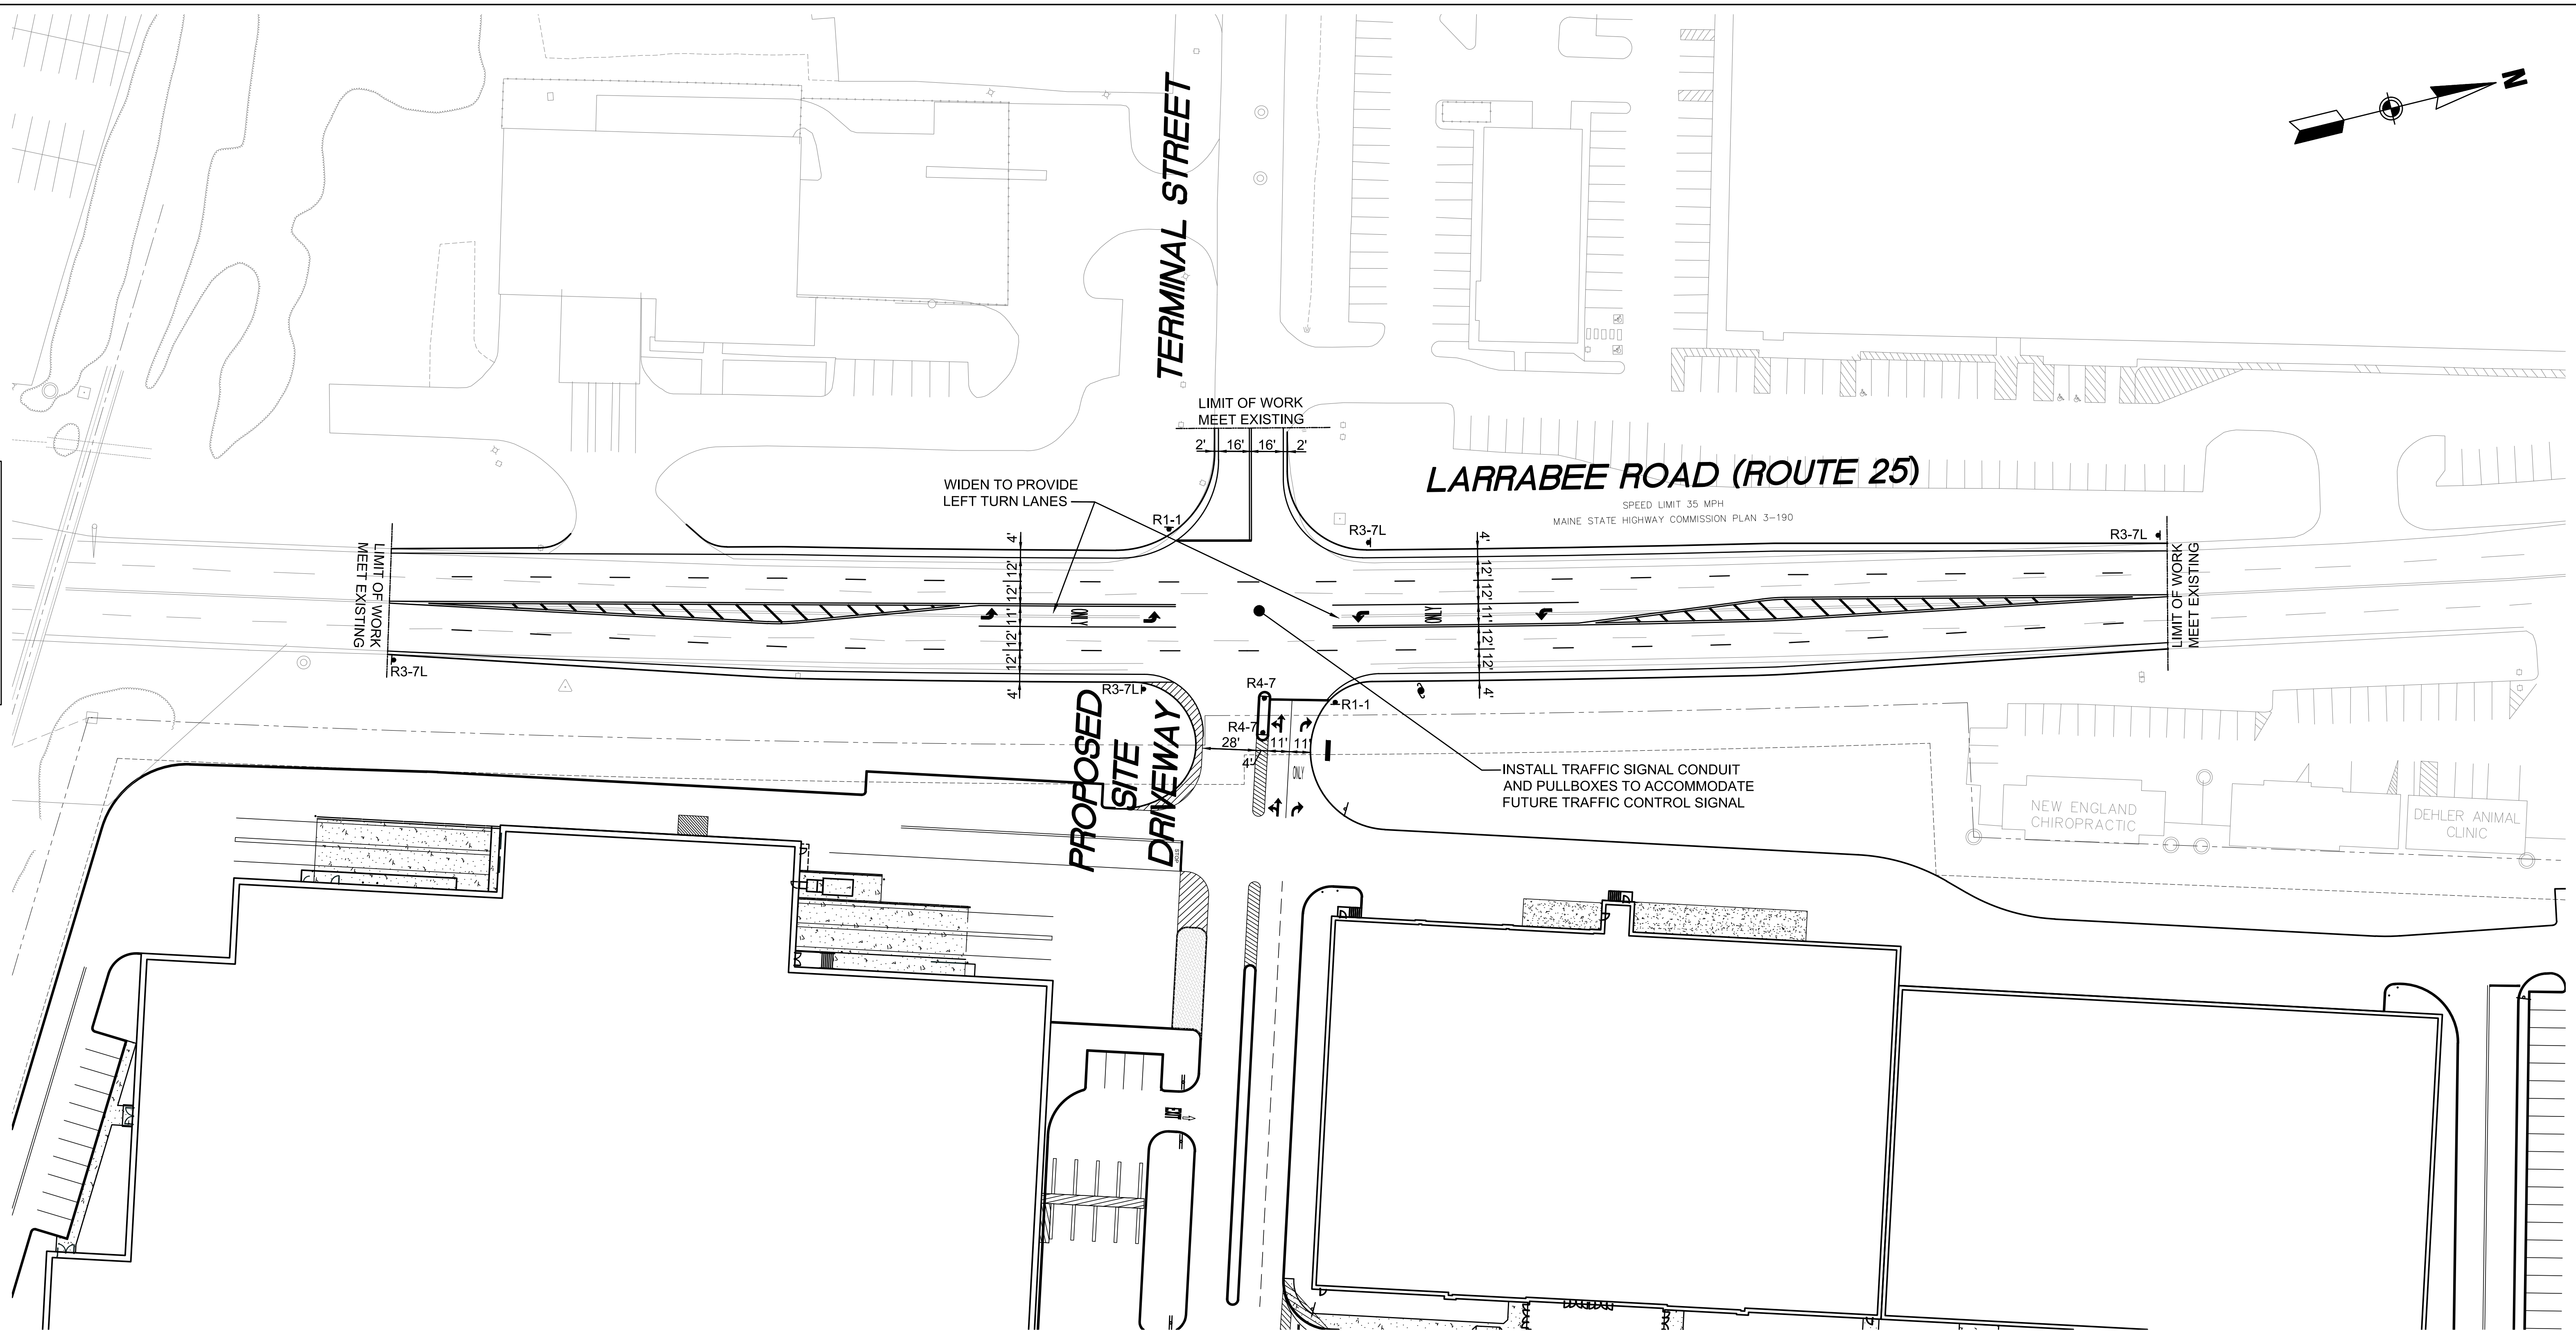 N
TERMINAL STREET
LIMIT OF WORK
MEET EXISTING
2' 16' 16' 2'
LARRABEE ROAD (ROUTE 25)
SPEED LIMIT 35 MPH
MAINE STATE HIGHWAY COMMISSION PLAN 3-190
WIDEN TO PROVIDE
LEFT TURN LANES
R1-1
R3-7L
R3-7L
LIMIT OF WORK
MEET EXISTING
4'
12'
12'
11'
12'
12'
4'
ONLY
ONLY
4'
12'
12'
11'
12'
12'
4'
LIMIT OF WORK
MEET EXISTING
R3-7L
R3-7L
R4-7
R1-1
R4-7
28'
4'
11'
11'
ONLY
PROPOSED
SITE
DRIVEWAY
INSTALL TRAFFIC SIGNAL CONDUIT
AND PULLBOXES TO ACCOMMODATE
FUTURE TRAFFIC CONTROL SIGNAL
NEW ENGLAND
CHIROPRACTIC
DEHLER ANIMAL
CLINIC
STOP